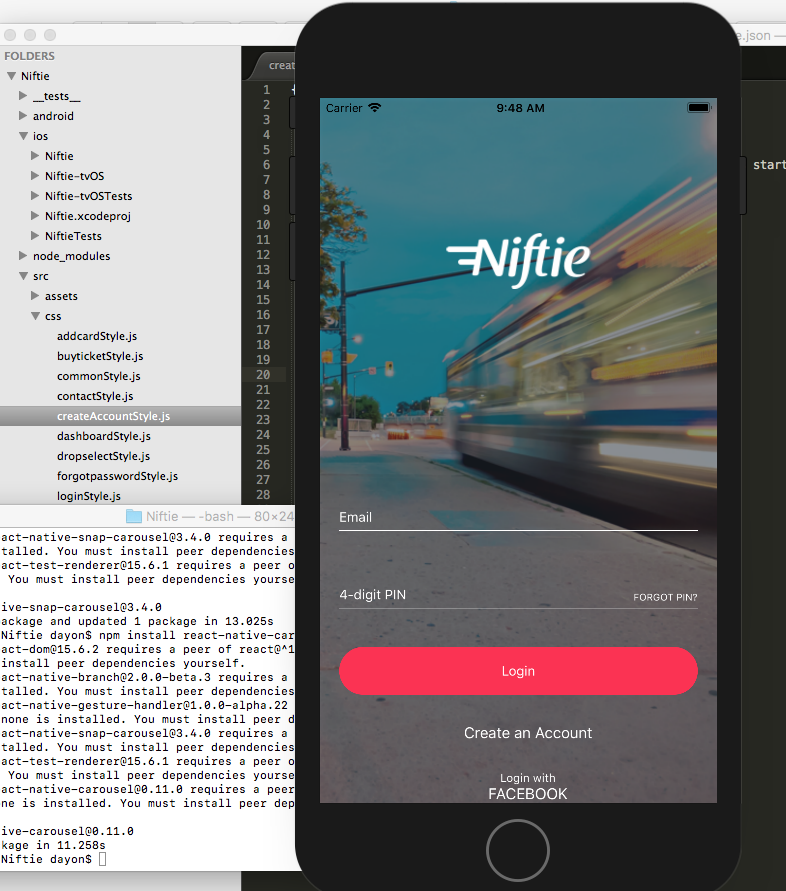 e.json —
FOLDERS
Niftie
__tests__
android
ios
Niftie
Niftie-tvOS
Niftie-tvOSTests
Niftie.xcodeproj
NiftieTests
node_modules
src
assets
css
addcardStyle.js
buyticketStyle.js
commonStyle.js
contactStyle.js
createAccountStyle.js
dashboardStyle.js
dropselectStyle.js
forgotpasswordStyle.js
loginStyle.js
creat
1
2
3
4
5
6
7
8
9
10
11
12
13
14
15
16
17
18
19
20
21
22
23
24
25
26
27
28
start
Niftie — -bash — 80×24
act-native-snap-carousel@3.4.0 requires a
talled. You must install peer dependencies
act-test-renderer@15.6.1 requires a peer o
 You must install peer dependencies yourse
ive-snap-carousel@3.4.0
ackage and updated 1 package in 13.025s
Niftie dayon$ npm install react-native-car
act-dom@15.6.2 requires a peer of react@^1
install peer dependencies yourself.
act-native-branch@2.0.0-beta.3 requires a
talled. You must install peer dependencies
act-native-gesture-handler@1.0.0-alpha.22
none is installed. You must install peer d
act-native-snap-carousel@3.4.0 requires a
talled. You must install peer dependencies
act-test-renderer@15.6.1 requires a peer o
 You must install peer dependencies yourse
act-native-carousel@0.11.0 requires a peer
ne is installed. You must install peer dep
ive-carousel@0.11.0
kage in 11.258s
Niftie dayon$
Carrier
9:48 AM
Niftie
Email
4-digit PIN
FORGOT PIN?
Login
Create an Account
Login with
FACEBOOK